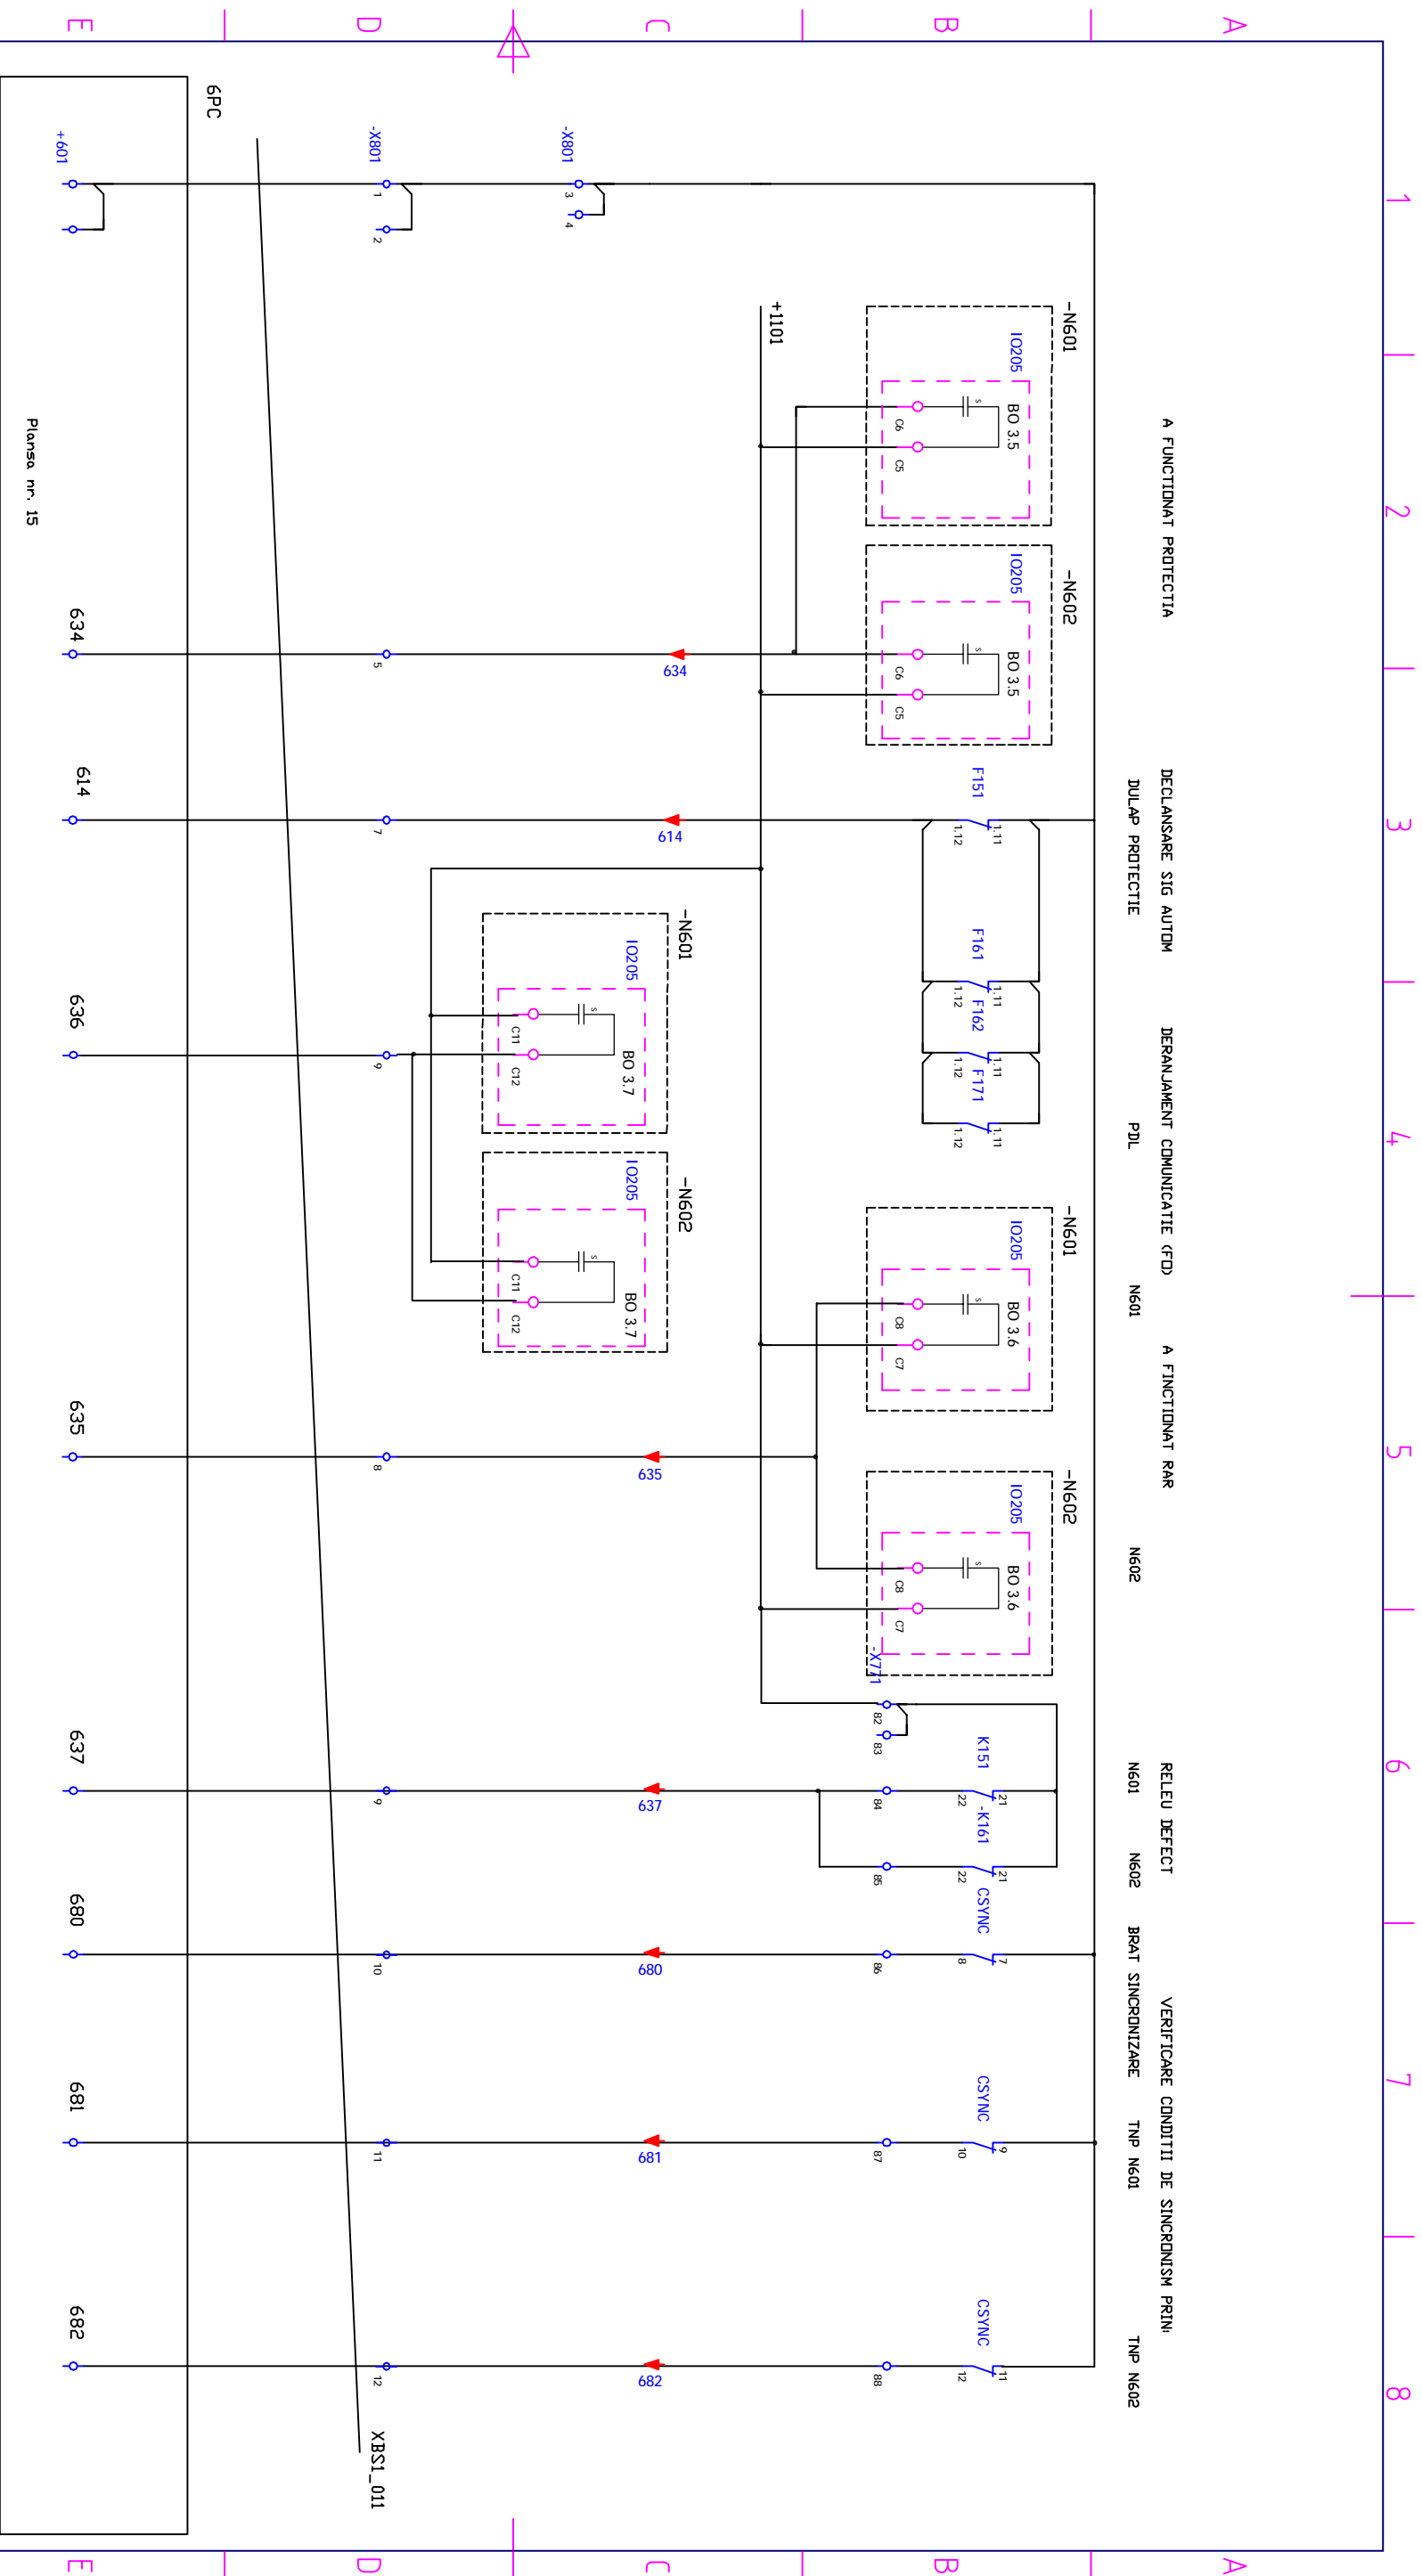 1
2
3
4
5
6
7
8
A
A
B
B
C
C
D
D
E
E
A FUNCTIONAT PROTECTIA
DECLANSARE SIG AUTOM
DULAP PROTECTIE
DERANJAMENT COMUNICATIE (FO)
PDL
N601
A FINCTIONAT RAR
N602
RELEU DEFECT
N601
N602
VERIFICARE CONDITII DE SINCRONISM PRIN:
BRAT SINCRONIZARE
TNP N601
TNP N602
-N601
IO205
BO 3.5
s
C6
C5
-N602
IO205
BO 3.5
s
C6
C5
F151
1.11
1.12
F161
1.11
1.12
F162
1.11
1.12
F171
1.11
1.12
-N601
IO205
BO 3.6
s
C8
C7
-N602
IO205
BO 3.6
s
C8
C7
-X771
82
83
K151
21
22
84
-K161
21
22
85
CSYNC
7
8
86
CSYNC
9
10
87
CSYNC
11
12
88
+1101
-N601
IO205
BO 3.7
s
C11
C12
-N602
IO205
BO 3.7
s
C11
C12
634
614
635
637
680
681
682
-X801
3
4
-X801
1
2
5
7
9
8
9
10
11
12
XBS1_011
6PC
+601
634
614
636
635
637
680
681
682
Plansa nr. 15